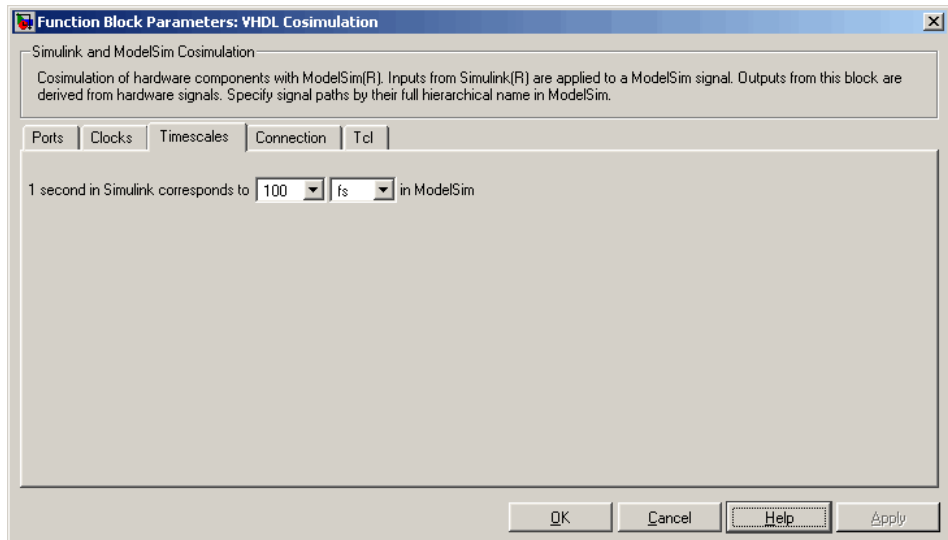 Function Block Parameters: VHDL Cosimulation
Simulink and ModelSim Cosimulation
Cosimulation of hardware components with ModelSim(R). Inputs from Simulink(R) are applied to a ModelSim signal. Outputs from this block are
derived from hardware signals. Specify signal paths by their full hierarchical name in ModelSim.
Ports Clocks Timescales Connection Tcl
1 second in Simulink corresponds to 100 fs in ModelSim
OK Cancel Help Apply